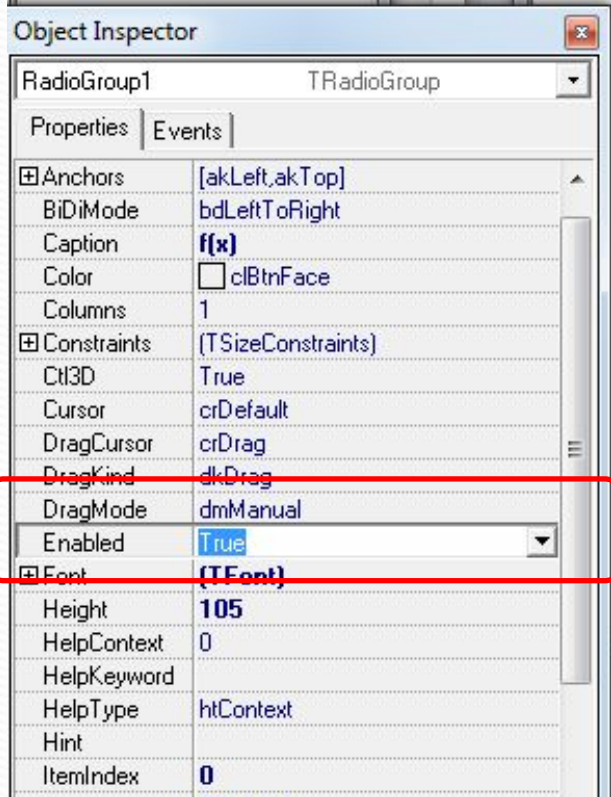 Object Inspector
RadioGroup1 TRadioGroup
Properties Events
Anchors [akLeft,akTop]
BiDiMode bdLeftToRight
Caption f(x)
Color clBtnFace
Columns 1
Constraints (TSizeConstraints)
Ctl3D True
Cursor crDefault
DragCursor crDrag
DragKind dkDrag
DragMode dmManual
Enabled True
Font (TFont)
Height 105
HelpContext 0
HelpKeyword
HelpType htContext
Hint
ItemIndex 0